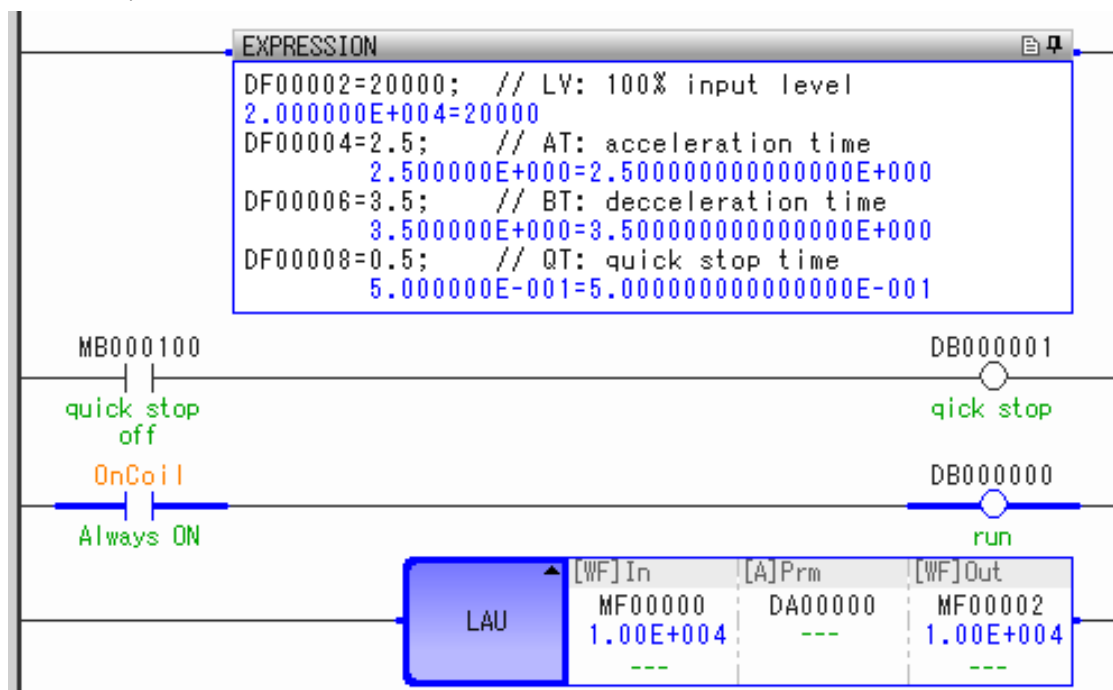 EXPRESSION
DF00002=20000; // LV: 100% input level
2.000000E+004=20000
DF00004=2.5; // AT: acceleration time
2.500000E+000=2.500000000000000E+000
DF00006=3.5; // BT: decceleration time
3.500000E+000=3.500000000000000E+000
DF00008=0.5; // QT: quick stop time
5.000000E-001=5.000000000000000E-001
MB000100 DB000001
quick stop qick stop
off
OnCoil DB000000
Always ON run
[WF]In [A]Prm [WF]Out
LAU MF00000 DA00000 MF00002
1.00E+004 --- 1.00E+004
--- ---